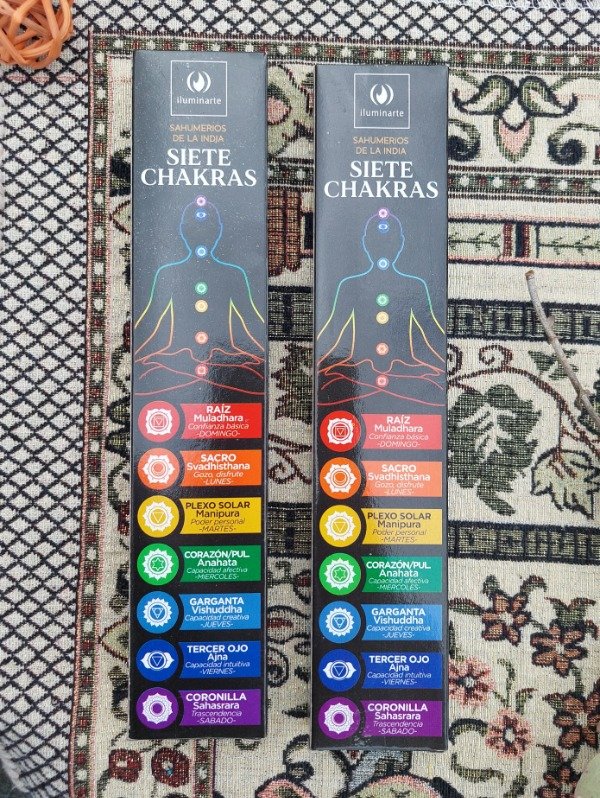 iluminarte
SAHUMERIOS
DE LA INDIA
SIETE
CHAKRAS
RAÍZ
Muladhara
Confianza básica
-DOMINGO-
SACRO
Svadhisthana
Gozo, disfrute
-LUNES-
PLEXO SOLAR
Manipura
Poder personal
-MARTES-
CORAZÓN/PUL.
Anahata
Capacidad afectiva
-MIERCOLES-
GARGANTA
Vishuddha
Capacidad creativa
-JUEVES-
TERCER OJO
Ajna
Capacidad intuitiva
-VIERNES-
CORONILLA
Sahasrara
Trascendencia
-SABADO-
iluminarte
SAHUMERIOS
DE LA INDIA
SIETE
CHAKRAS
RAÍZ
Muladhara
Confianza básica
-DOMINGO-
SACRO
Svadhisthana
Gozo, disfrute
-LUNES-
PLEXO SOLAR
Manipura
Poder personal
-MARTES-
CORAZÓN/PUL.
Anahata
Capacidad afectiva
-MIERCOLES-
GARGANTA
Vishuddha
Capacidad creativa
-JUEVES-
TERCER OJO
Ajna
Capacidad intuitiva
-VIERNES-
CORONILLA
Sahasrara
Trascendencia
-SABADO-